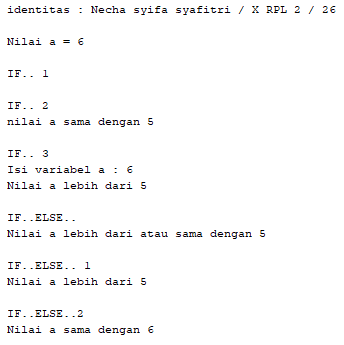 identitas : Necha syifa syafitri / X RPL 2 / 26
Nilai a = 6
IF.. 1
IF.. 2
nilai a sama dengan 5
IF.. 3
Isi variabel a : 6
Nilai a lebih dari 5
IF..ELSE..
Nilai a lebih dari atau sama dengan 5
IF..ELSE.. 1
Nilai a lebih dari 5
IF..ELSE..2
Nilai a sama dengan 6